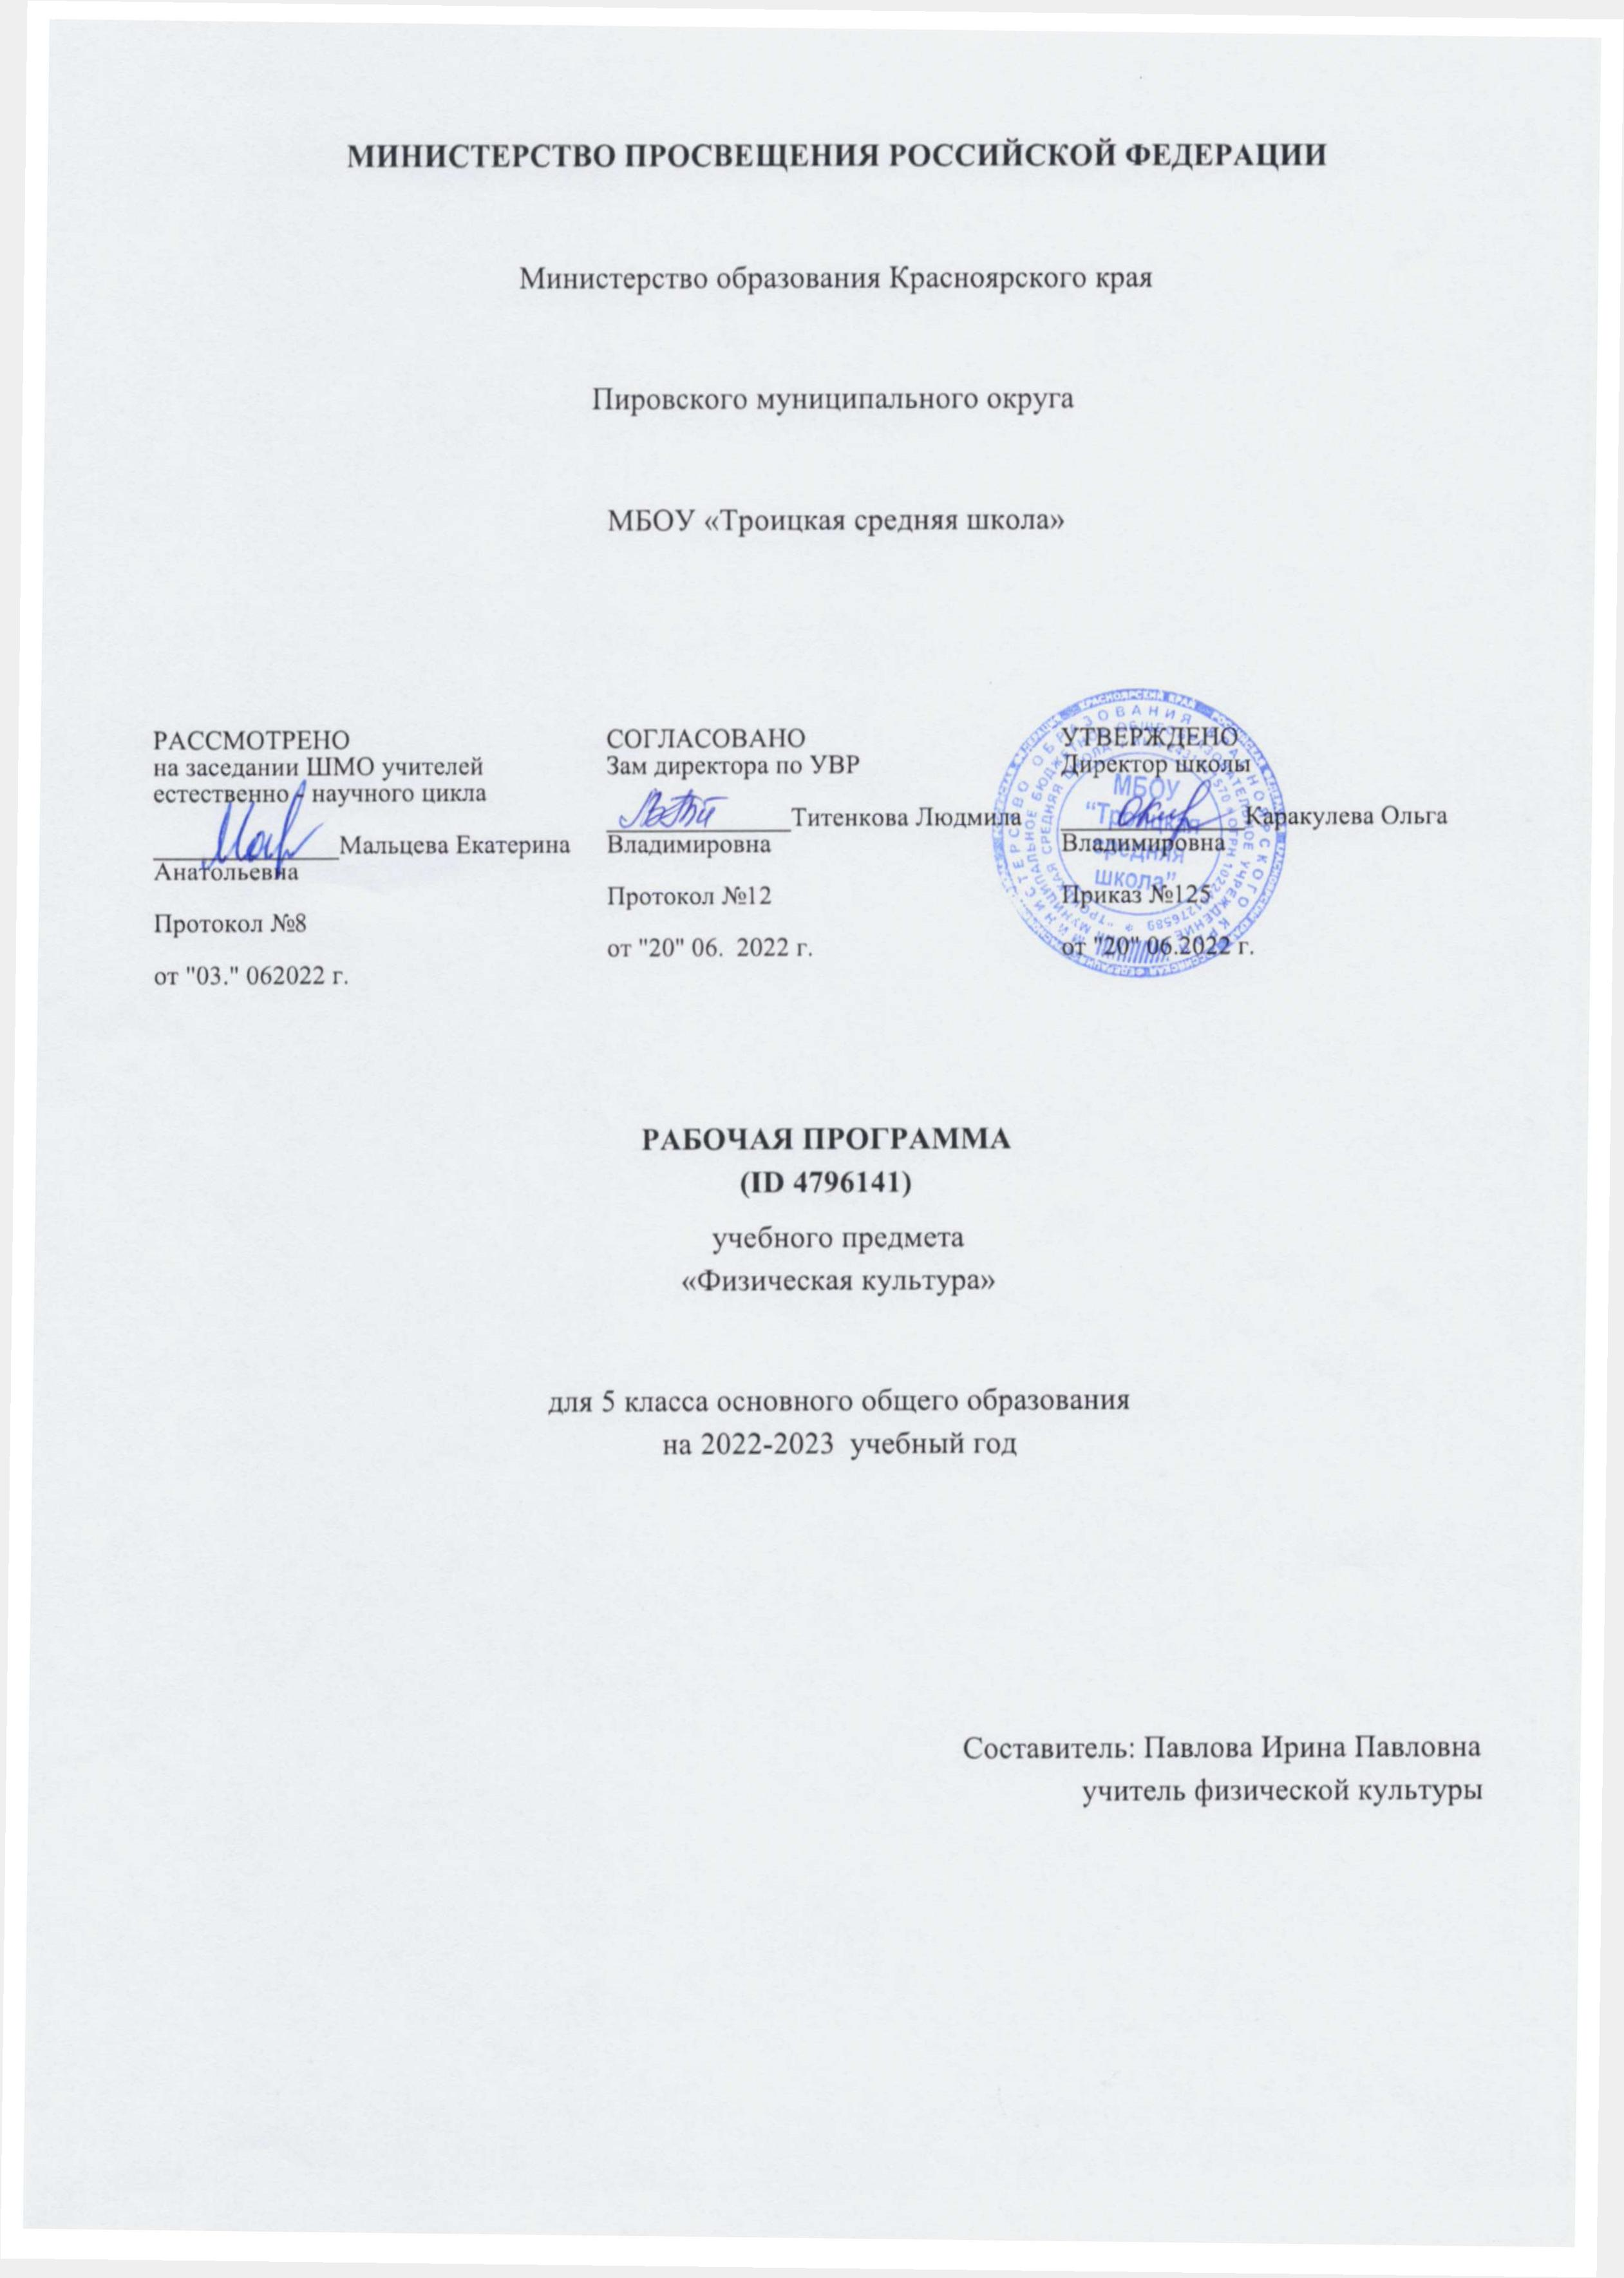 МИНИСТЕРСТВО ПРОСВЕЩЕНИЯ РОССИЙСКОЙ ФЕДЕРАЦИИ
Министерство образования Красноярского края
Пировского муниципального округа
МБОУ «Троицкая средняя школа»
РАССМОТРЕНО
на заседании ШМО учителей
естественно - научного цикла
Мальцева Екатерина
Анатольевна
Протокол №8
от "03." 062022 г.
СОГЛАСОВАНО
Зам директора по УВР
Титенкова Людмила
Владимировна
Протокол №12
от "20" 06.  2022 г.
УТВЕРЖДЕНО
Директор школы
Каракулева Ольга
Владимировна
Приказ №125
от "20" 06.2022 г.
МБОУ
“Троицкая
средняя
школа”
РАБОЧАЯ ПРОГРАММА
(ID 4796141)
учебного предмета
«Физическая культура»
для 5 класса основного общего образования
на 2022-2023  учебный год
Составитель: Павлова Ирина Павловна
учитель физической культуры